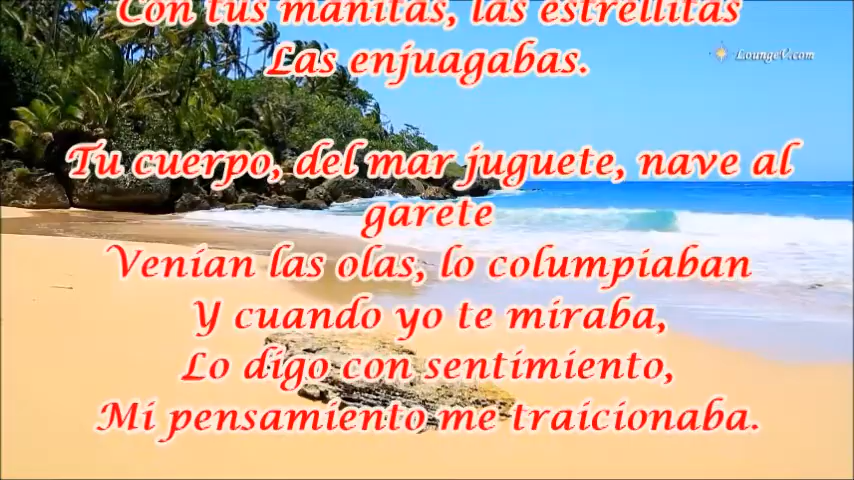 Con tus manitas, las estrellitas
Las enjuagabas.
LoungeV.com
Tu cuerpo, del mar juguete, nave al
garete
Venían las olas, lo columpiaban
Y cuando yo te miraba,
Lo digo con sentimiento,
Mi pensamiento me traicionaba.